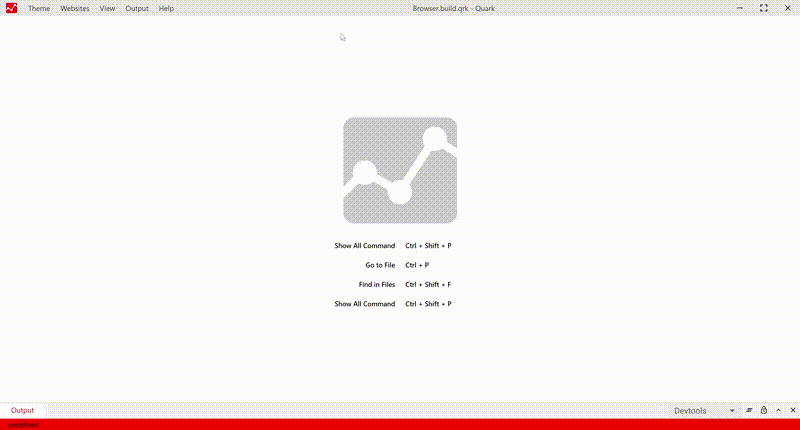 Theme Websites View Output Help Browser.build.qrk - Quark
Show All Command Ctrl + Shift + P
Go to File Ctrl + P
Find in Files Ctrl + Shift + F
Show All Command Ctrl + Shift + P
Output Devtools
undefined